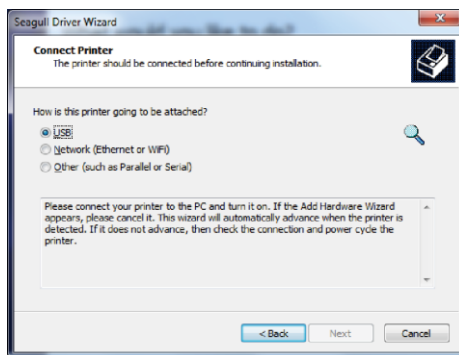 Seagull Driver Wizard
Connect Printer
The printer should be connected before continuing installation.
How is this printer going to be attached?
USB
Network (Ethernet or WiFi)
Other (such as Parallel or Serial)
Please connect your printer to the PC and turn it on. If the Add Hardware Wizard
appears, please cancel it. This wizard will automatically advance when the printer is
detected. If it does not advance, then check the connection and power cycle the
printer.
< Back
Next
Cancel